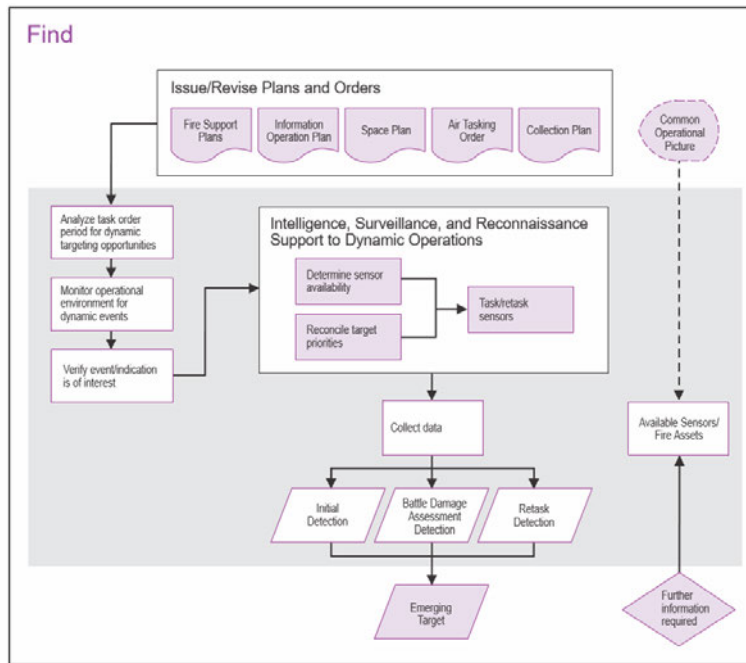 Find
Issue/Revise Plans and Orders
Fire Support
Plans
Information
Operation Plan
Space Plan
Air Tasking
Order
Collection Plan
Common
Operational
Picture
Analyze task order
period for dynamic
targeting opportunities
Monitor operational
environment for
dynamic events
Verify event/indication
is of interest
Intelligence, Surveillance, and Reconnaissance
Support to Dynamic Operations
Determine sensor
availability
Reconcile target
priorities
Task/retask
sensors
Collect data
Available Sensors/
Fire Assets
Initial
Detection
Battle Damage
Assessment
Detection
Retask
Detection
Emerging
Target
Further
information
required